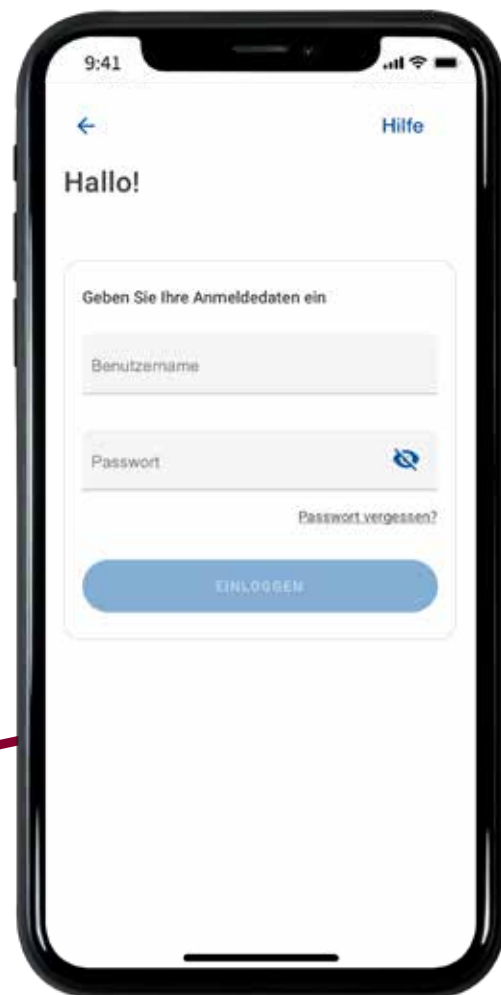 9:41
Hilfe
Hallo!
Geben Sie Ihre Anmeldedaten ein
Benutzername
Passwort
Passwort vergessen?
EINLOGGEN